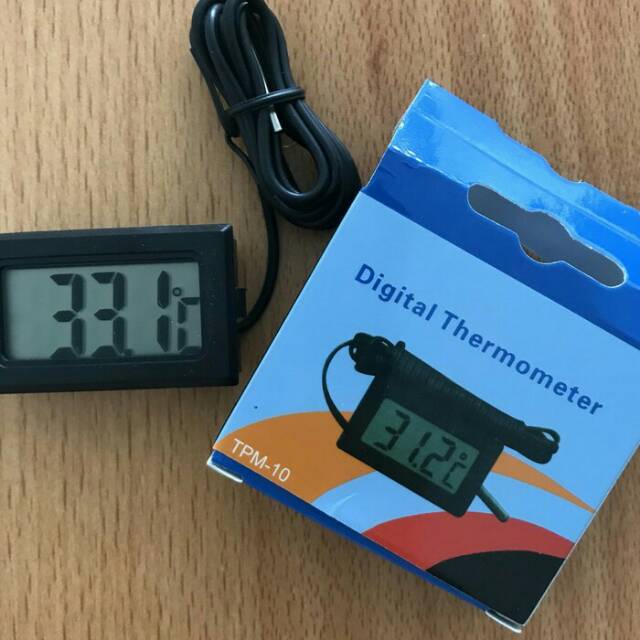 33.1°C
Digital Thermometer
31.2°C
TPM-10